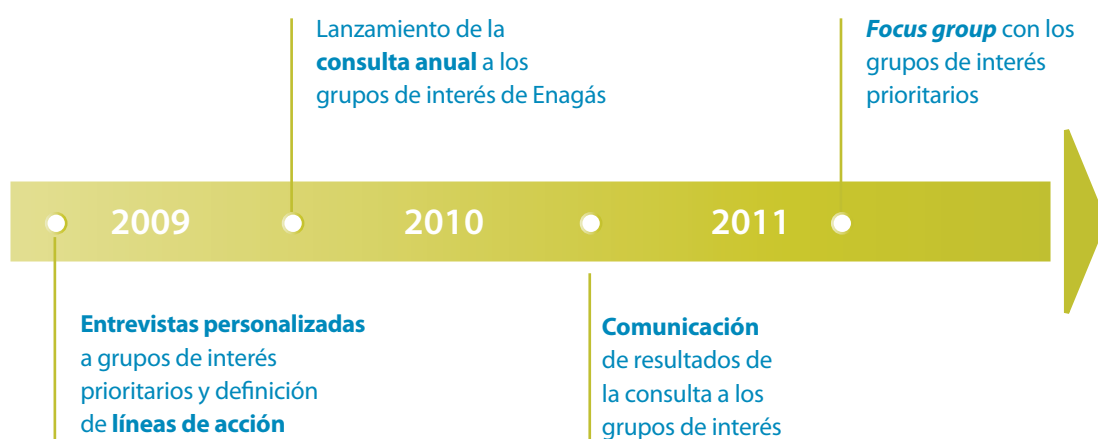 Lanzamiento de la
consulta anual a los
grupos de interés de Enagás
Focus group con los
grupos de interés
prioritarios
2009
2010
2011
Entrevistas personalizadas
a grupos de interés
prioritarios y definición
de líneas de acción
Comunicación
de resultados de
la consulta a los
grupos de interés